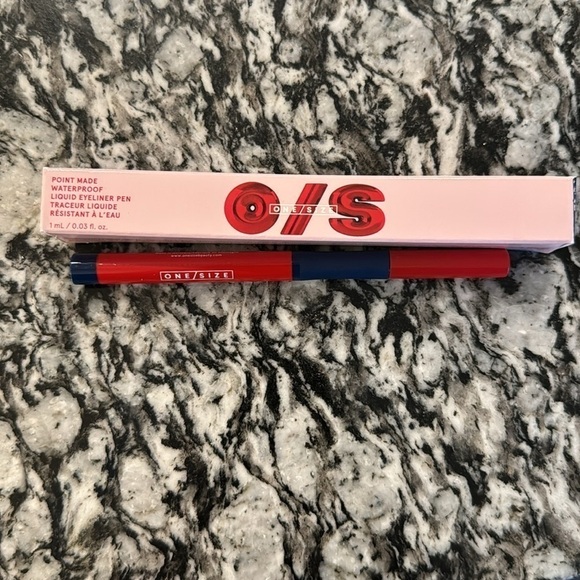 POINT MADE
WATERPROOF
LIQUID EYELINER PEN
TRACEUR LIQUIDE
RÉSISTANT À L'EAU
1 mL / 0.03 fl. oz.
O/S
ONE/SIZE
ONE/SIZE